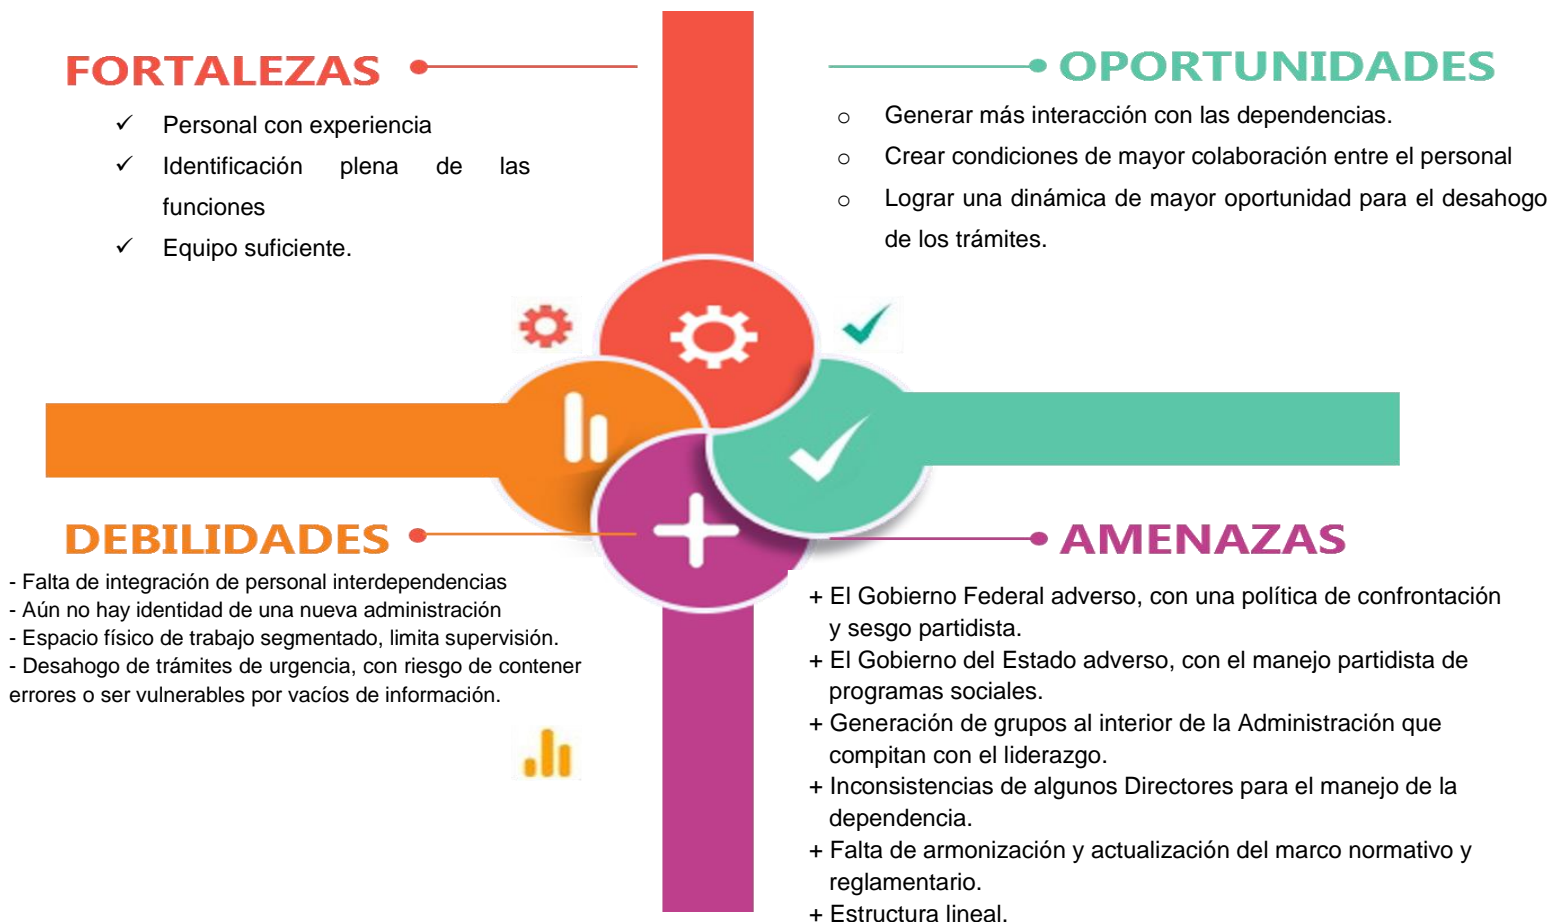 FORTALEZAS
✓ Personal con experiencia
✓ Identificación plena de las
funciones
✓ Equipo suficiente.
OPORTUNIDADES
o Generar más interacción con las dependencias.
o Crear condiciones de mayor colaboración entre el personal
o Lograr una dinámica de mayor oportunidad para el desahogo
de los trámites.
DEBILIDADES
- Falta de integración de personal interdependencias
- Aún no hay identidad de una nueva administración
- Espacio físico de trabajo segmentado, limita supervisión.
- Desahogo de trámites de urgencia, con riesgo de contener
errores o ser vulnerables por vacíos de información.
AMENAZAS
+ El Gobierno Federal adverso, con una política de confrontación
y sesgo partidista.
+ El Gobierno del Estado adverso, con el manejo partidista de
programas sociales.
+ Generación de grupos al interior de la Administración que
compitan con el liderazgo.
+ Inconsistencias de algunos Directores para el manejo de la
dependencia.
+ Falta de armonización y actualización del marco normativo y
reglamentario.
+ Estructura lineal.